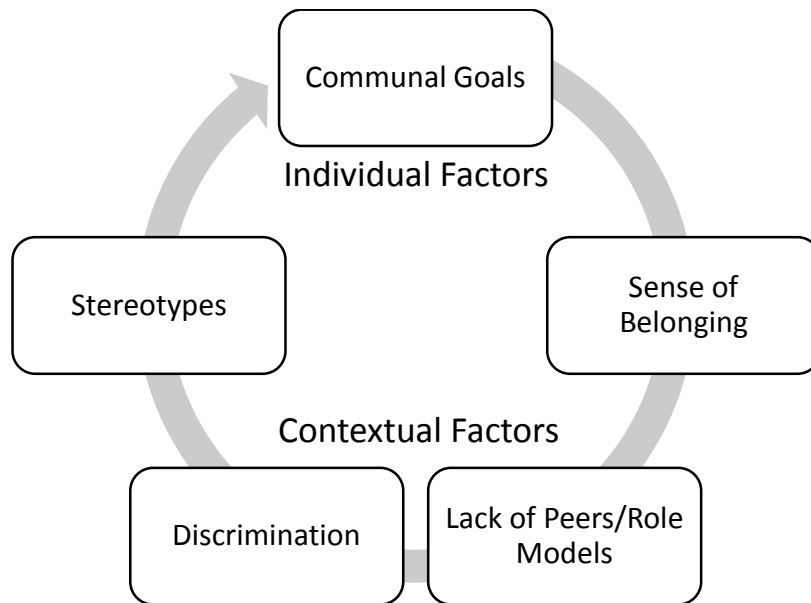 Communal Goals
Individual Factors
Stereotypes
Sense of
Belonging
Contextual Factors
Discrimination
Lack of Peers/Role
Models